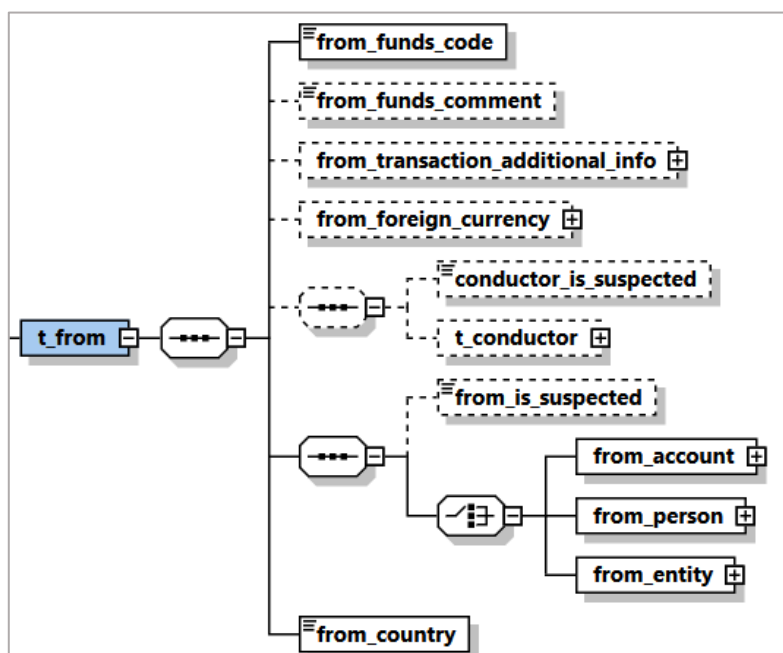 from_funds_code
from_funds_comment
from_transaction_additional_info
from_foreign_currency
conductor_is_suspected
t_from
t_conductor
from_is_suspected
from_account
from_person
from_entity
from_country